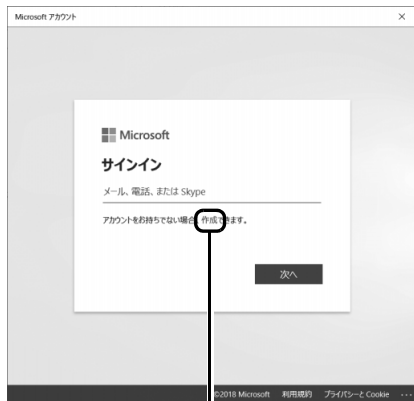 Microsoft アカウント
Microsoft
サインイン
メール、電話、または Skype
アカウントをお持ちでない場合、作成できます。
次へ
©2018 Microsoft 利用規約 プライバシーと Cookie ...